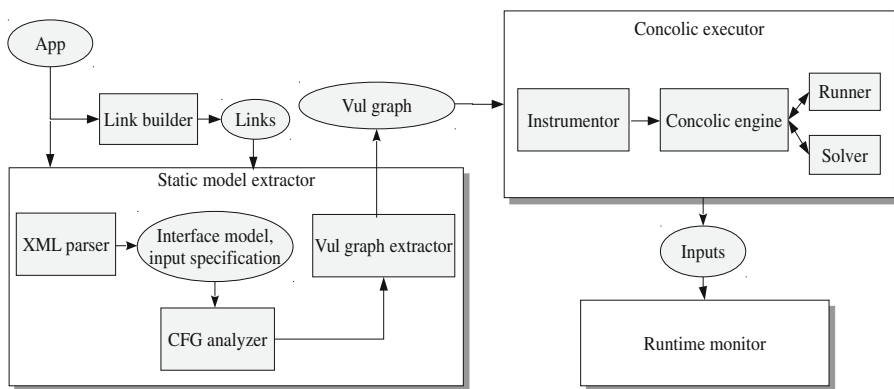 App
Link builder
Links
Static model extractor
XML parser
Interface model,
input specification
CFG analyzer
Vul graph extractor
Vul graph
Concolic executor
Instrumentor
Concolic engine
Runner
Solver
Inputs
Runtime monitor